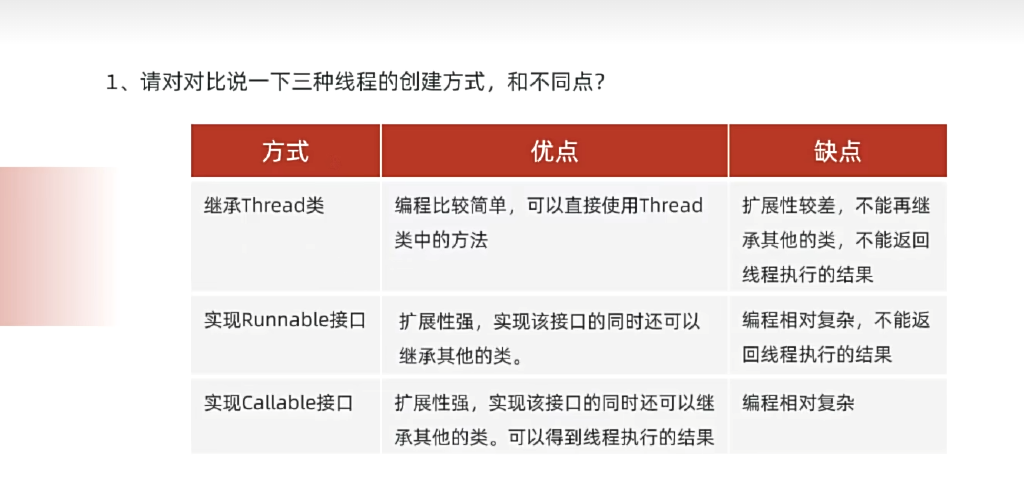 1、请对对比说一下三种线程的创建方式，和不同点？
方式 优点 缺点
继承Thread类
编程比较简单，可以直接使用Thread
类中的方法
扩展性较差，不能再继
承其他的类，不能返回
线程执行的结果
实现Runnable接口
扩展性强，实现该接口的同时还可以
继承其他的类。
编程相对复杂，不能返
回线程执行的结果
实现Callable接口
扩展性强，实现该接口的同时还可以继
承其他的类。可以得到线程执行的结果
编程相对复杂